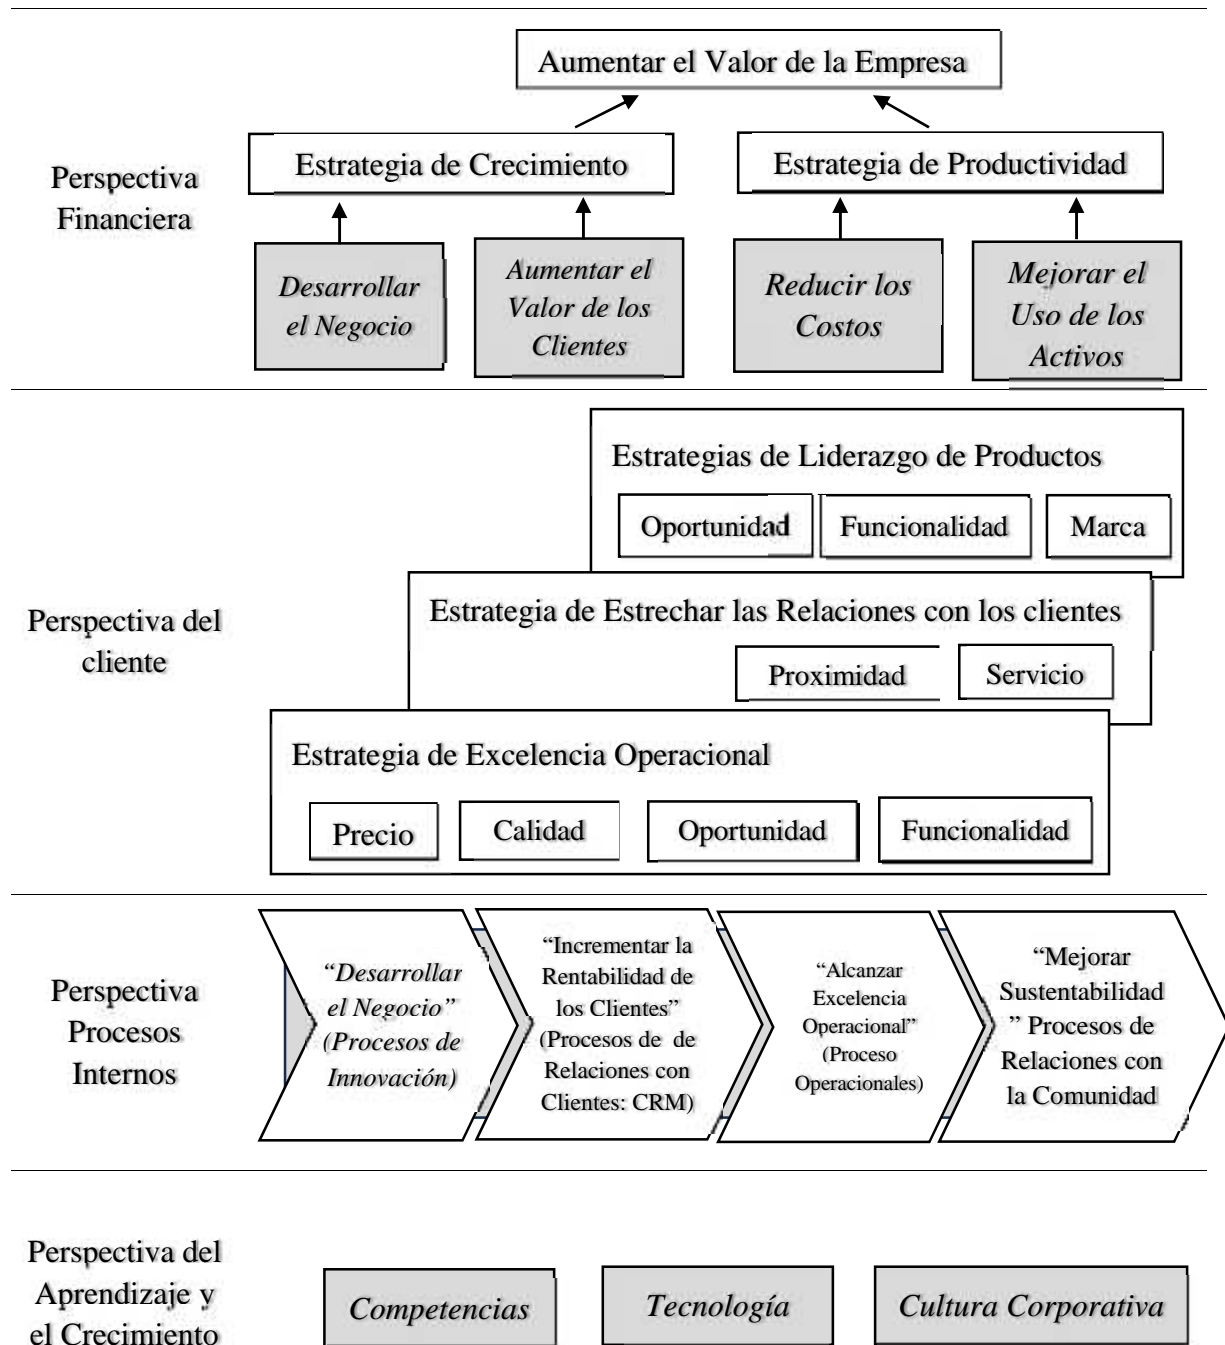 Aumentar el Valor de la Empresa
Perspectiva
Financiera
Estrategia de Crecimiento
Estrategia de Productividad
Desarrollar
el Negocio
Aumentar el
Valor de los
Clientes
Reducir los
Costos
Mejorar el
Uso de los
Activos
Perspectiva del
cliente
Estrategias de Liderazgo de Productos
Oportunidad
Funcionalidad
Marca
Estrategia de Estrechar las Relaciones con los clientes
Proximidad
Servicio
Estrategia de Excelencia Operacional
Precio
Calidad
Oportunidad
Funcionalidad
Perspectiva
Procesos
Internos
“Desarrollar
el Negocio”
(Procesos de
Innovación)
“Incrementar la
Rentabilidad de
los Clientes”
(Procesos de  de
Relaciones con
Clientes: CRM)
“Alcanzar
Excelencia
Operacional”
(Proceso
Operacionales)
“Mejorar
Sustentabilidad
” Procesos de
Relaciones con
la Comunidad
Perspectiva del
Aprendizaje y
el Crecimiento
Competencias
Tecnología
Cultura Corporativa